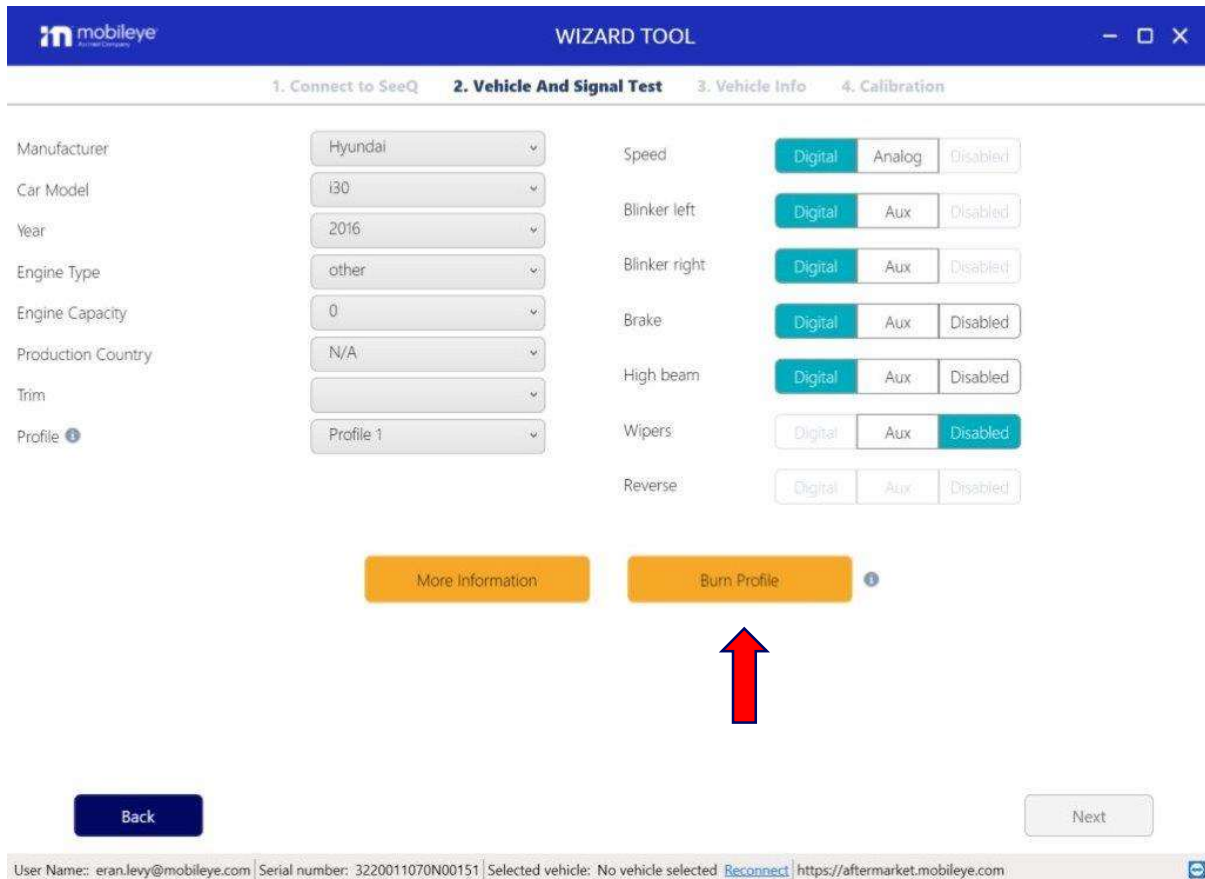 mobileye
An Intel Company
WIZARD TOOL
1. Connect to SeeQ 2. Vehicle And Signal Test 3. Vehicle Info 4. Calibration
Manufacturer Hyundai
Car Model i30
Year 2016
Engine Type other
Engine Capacity 0
Production Country N/A
Trim
Profile Profile 1
Speed Digital Analog Disabled
Blinker left Digital Aux Disabled
Blinker right Digital Aux Disabled
Brake Digital Aux Disabled
High beam Digital Aux Disabled
Wipers Digital Aux Disabled
Reverse Digital Aux Disabled
More Information Burn Profile
Back Next
User Name:: eran.levy@mobileye.com Serial number: 3220011070N00151 Selected vehicle: No vehicle selected Reconnect https://aftermarket.mobileye.com